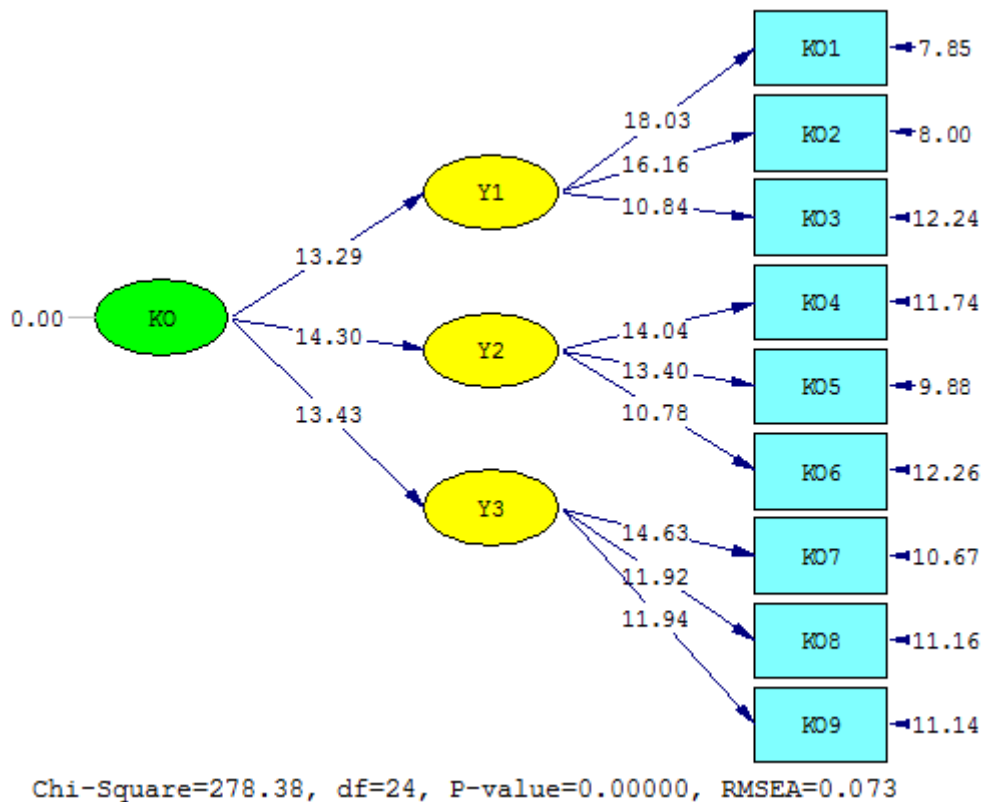 KO1
7.85
18.03
KO2
8.00
16.16
Y1
10.84
KO3
12.24
13.29
0.00
KO
KO4
11.74
14.30
Y2
14.04
13.40
KO5
9.88
10.78
13.43
KO6
12.26
Y3
14.63
KO7
10.67
11.92
11.94
KO8
11.16
KO9
11.14
Chi-Square=278.38, df=24, P-value=0.00000, RMSEA=0.073